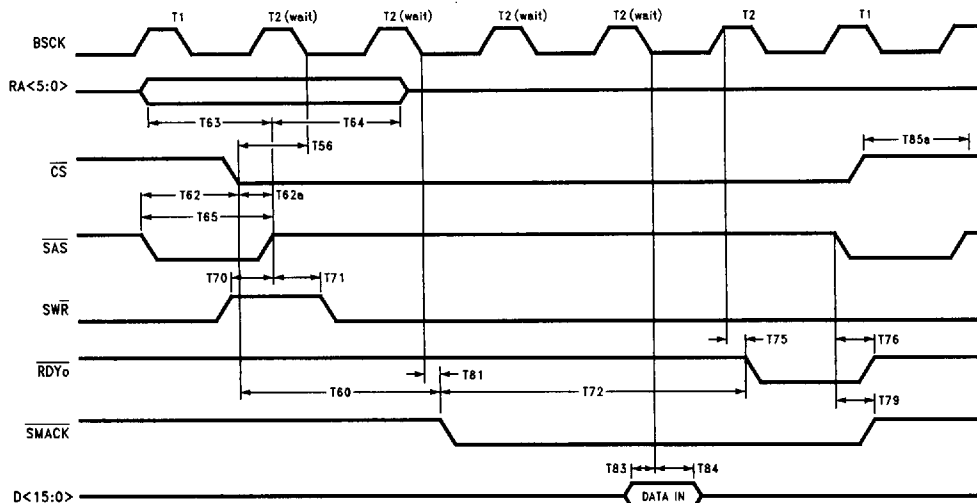 T1 T2 (wait) T2 (wait) T2 (wait) T2 (wait) T2 T1
BSCK
RA<5:0>
T63 T64
T56 T85a
CS
T62 T62a
T65
SAS
T70 T71
SWR
T75 T76
RDYo
T81
T60 T72
T79
SMACK
T83 T84
D<15:0> DATA IN